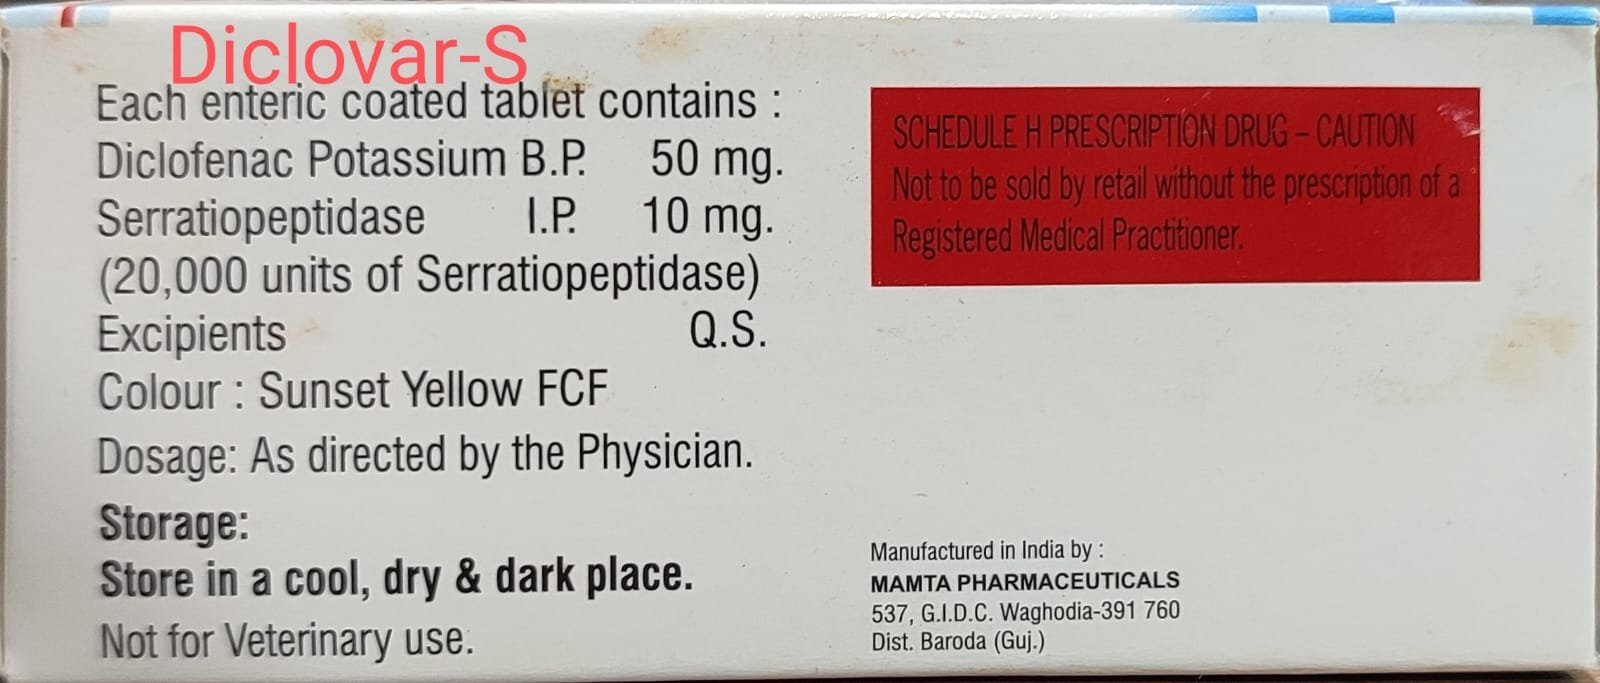 Diclovar-S
Each enteric coated tablet contains :
Diclofenac Potassium B.P. 50 mg.
Serratiopeptidase I.P. 10 mg.
(20,000 units of Serratiopeptidase)
Excipients Q.S.
Colour : Sunset Yellow FCF
Dosage: As directed by the Physician.
Storage:
Store in a cool, dry & dark place.
Not for Veterinary use.
SCHEDULE H PRESCRIPTION DRUG – CAUTION
Not to be sold by retail without the prescription of a
Registered Medical Practitioner.
Manufactured in India by :
MAMTA PHARMACEUTICALS
537, G.I.D.C. Waghodia-391 760
Dist. Baroda (Guj.)